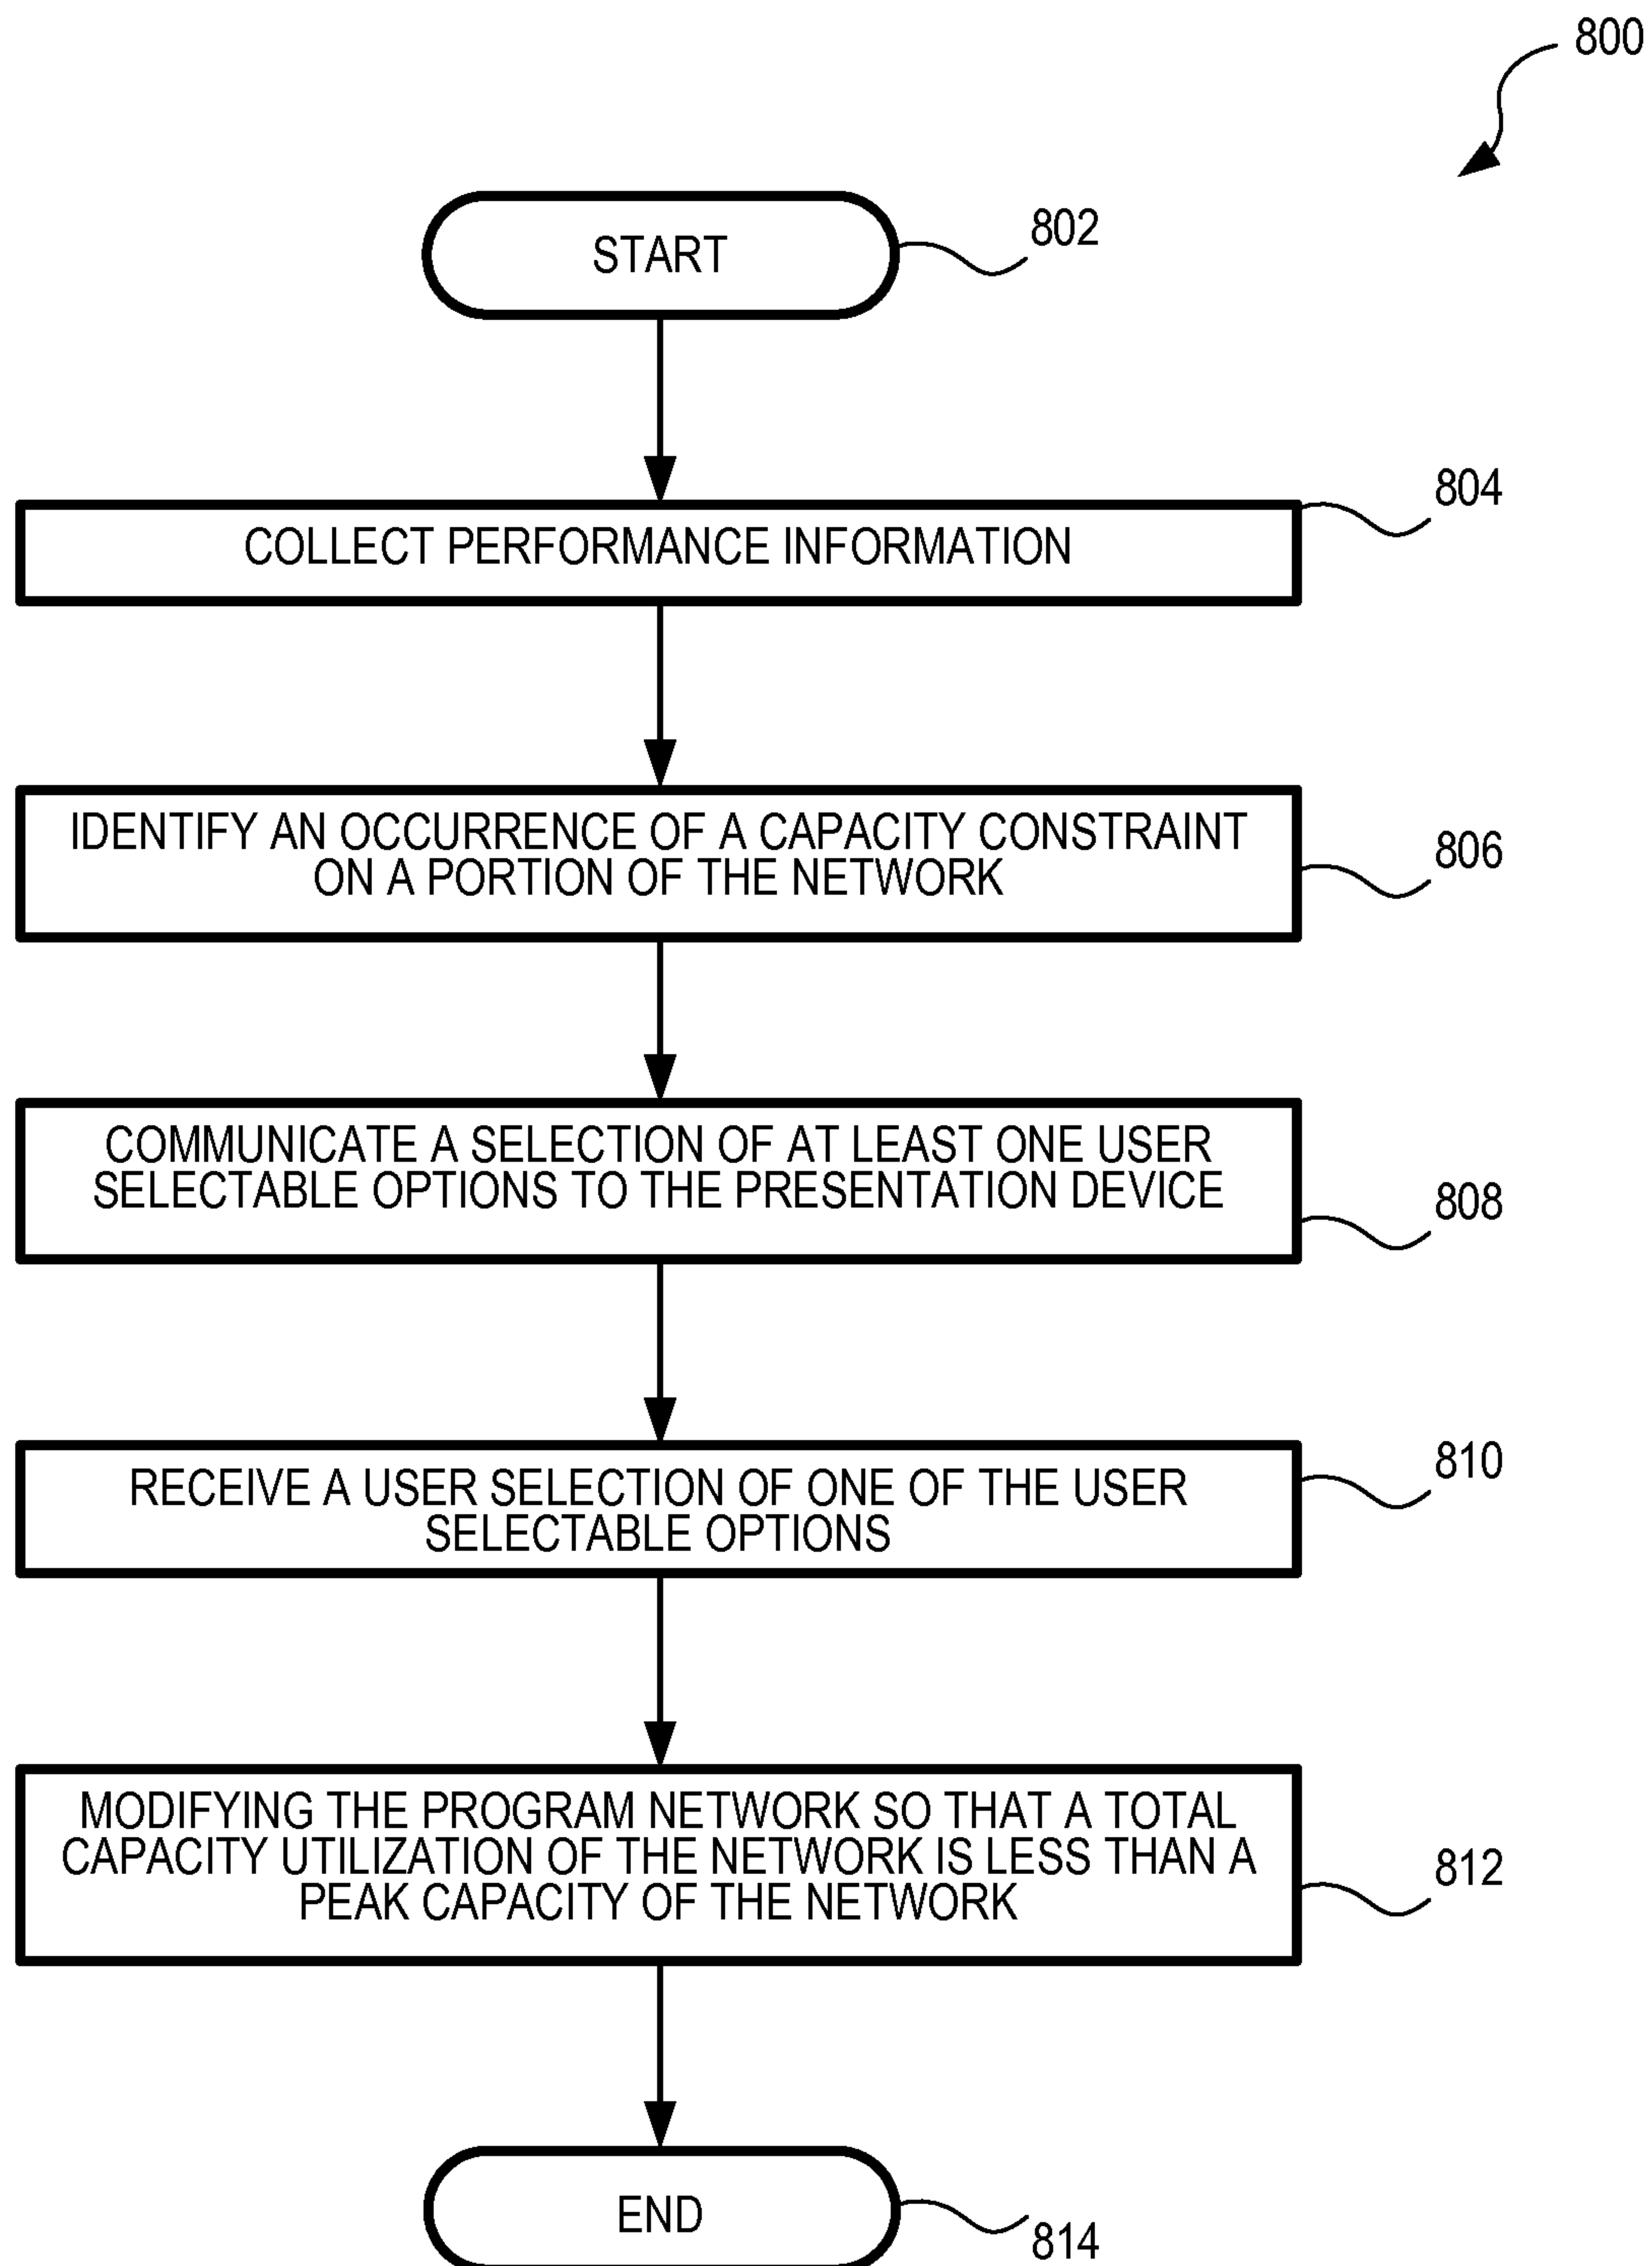 800
START
802
804
COLLECT PERFORMANCE INFORMATION
IDENTIFY AN OCCURRENCE OF A CAPACITY CONSTRAINT
ON A PORTION OF THE NETWORK
806
COMMUNICATE A SELECTION OF AT LEAST ONE USER
SELECTABLE OPTIONS TO THE PRESENTATION DEVICE
808
RECEIVE A USER SELECTION OF ONE OF THE USER
SELECTABLE OPTIONS
810
MODIFYING THE PROGRAM NETWORK SO THAT A TOTAL
CAPACITY UTILIZATION OF THE NETWORK IS LESS THAN A
PEAK CAPACITY OF THE NETWORK
812
END
814